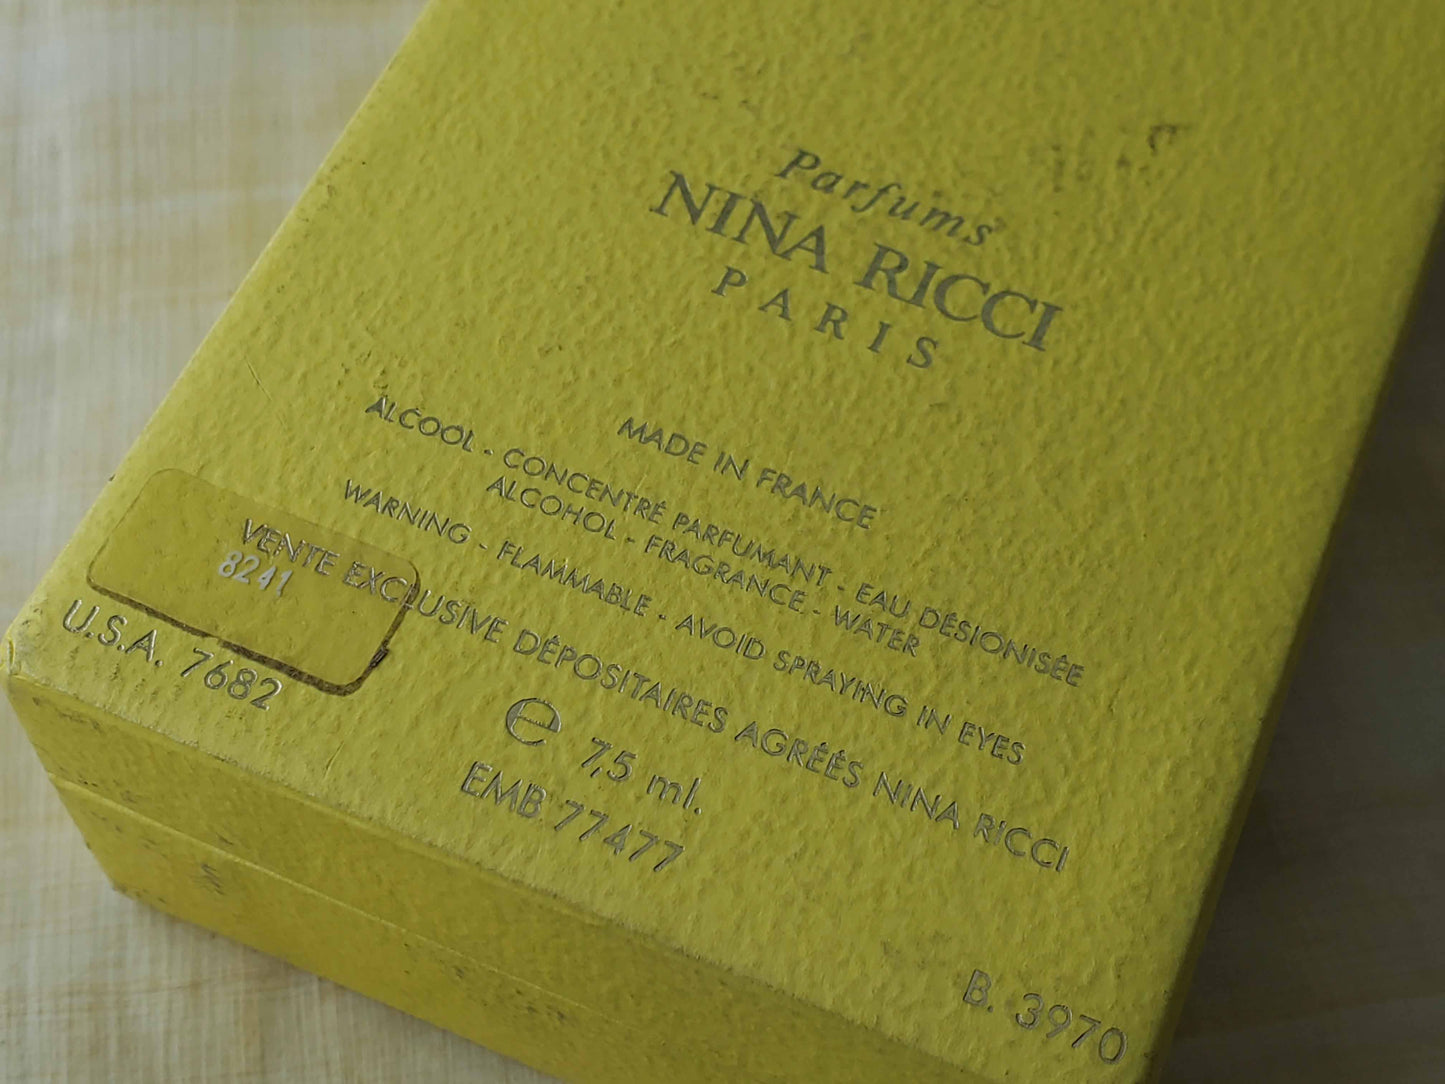 Parfums
NINA RICCI
PARIS
MADE IN FRANCE
ALCOOL - CONCENTRÉ PARFUMANT - EAU DÉSIONISÉE
ALCOHOL - FRAGRANCE - WATER
WARNING - FLAMMABLE - AVOID SPRAYING IN EYES
VENTE EXCLUSIVE DÉPOSITAIRES AGRÉÉS NINA RICCI
8241
U.S.A. 7682
e 7,5 ml.
EMB 77477
B. 3970